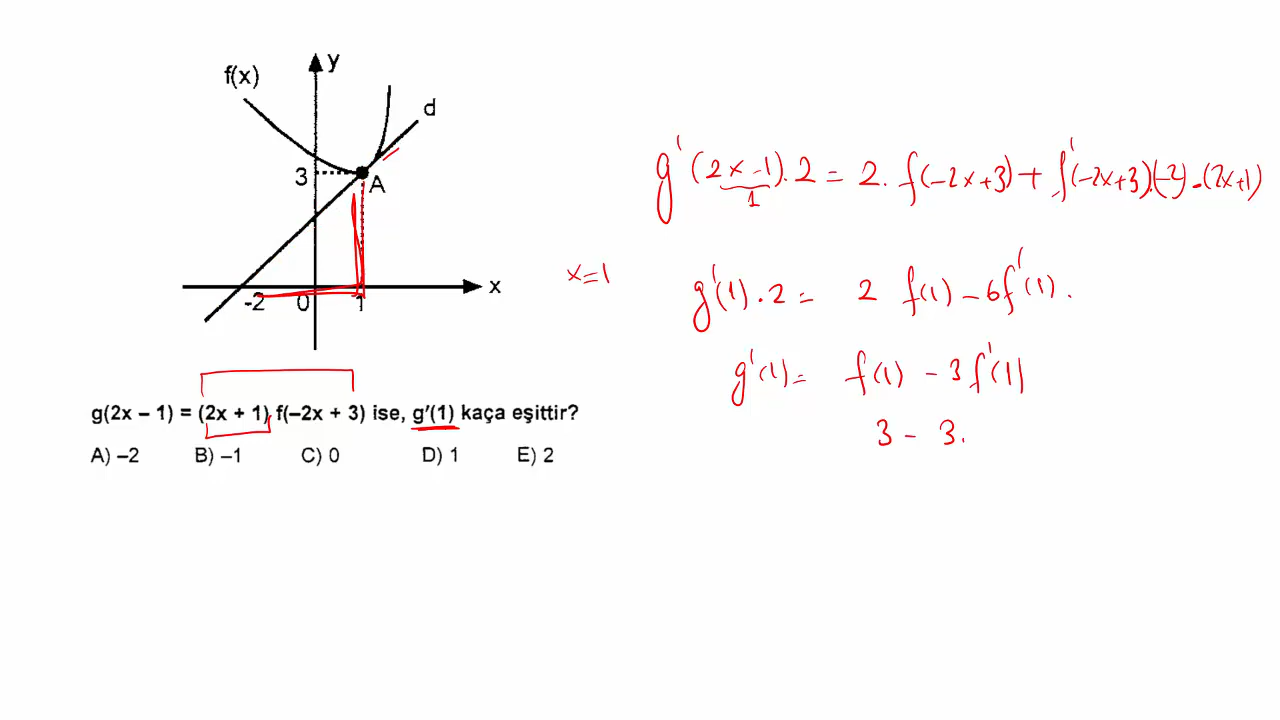 f(x)
y
d
3
A
-2 0 1 x
g(2x – 1) = (2x + 1) f(–2x + 3) ise, g′(1) kaça eşittir?
A) –2 B) –1 C) 0 D) 1 E) 2
g'(2x-1).2 = 2. f(-2x+3) + f'(-2x+3)(-2).(2x+1)
1
x=1
g'(1).2 = 2 f(1) - 6f'(1).
g'(1) = f(1) - 3f'(1)
3 - 3.